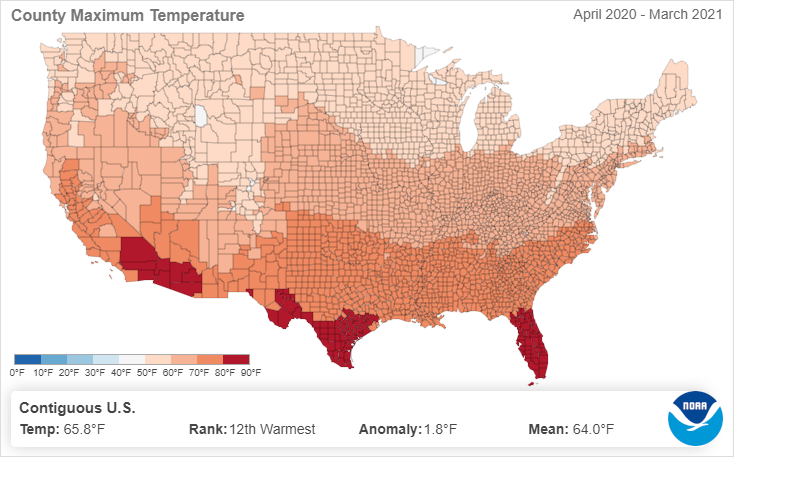 County Maximum Temperature
April 2020 - March 2021
0°F 10°F 20°F 30°F 40°F 50°F 60°F 70°F 80°F 90°F
Contiguous U.S.
Temp: 65.8°F Rank: 12th Warmest Anomaly: 1.8°F Mean: 64.0°F
NOAA